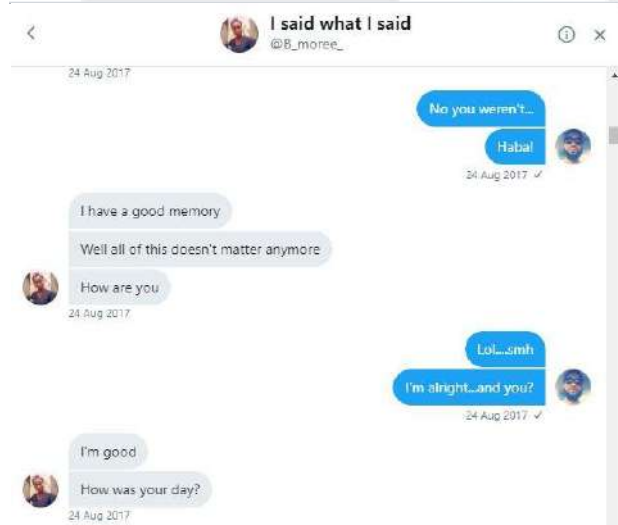 I said what I said
@B_moree_
24 Aug 2017
No you weren't...
Haba!
24 Aug 2017
I have a good memory
Well all of this doesn't matter anymore
How are you
24 Aug 2017
Lol....smh
I'm alright...and you?
24 Aug 2017
I'm good
How was your day?
24 Aug 2017